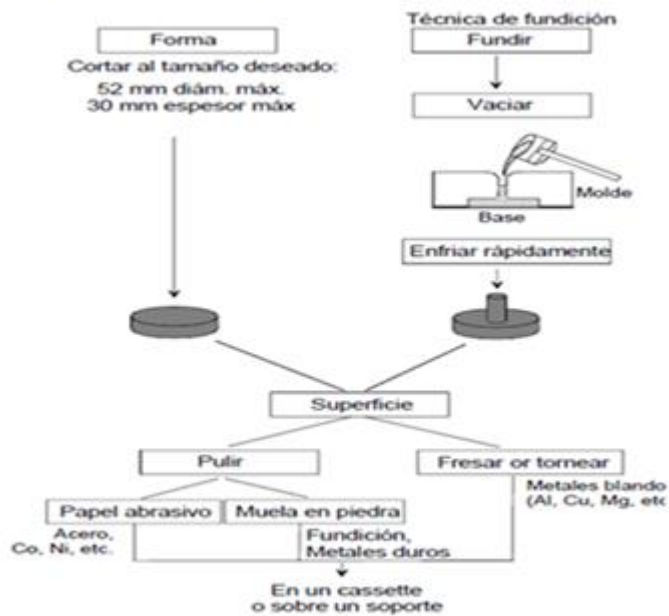 Forma
Cortar al tamaño deseado:
52 mm diám. máx.
30 mm espesor máx
Técnica de fundición
Fundir
Vaciar
Molde
Base
Enfriar rápidamente
Superficie
Pulir
Fresar or tornear
Papel abrasivo
Muela en piedra
Metales blando
(Al, Cu, Mg, etc
Acero,
Co, Ni, etc.
Fundición,
Metales duros
En un cassette
o sobre un soporte